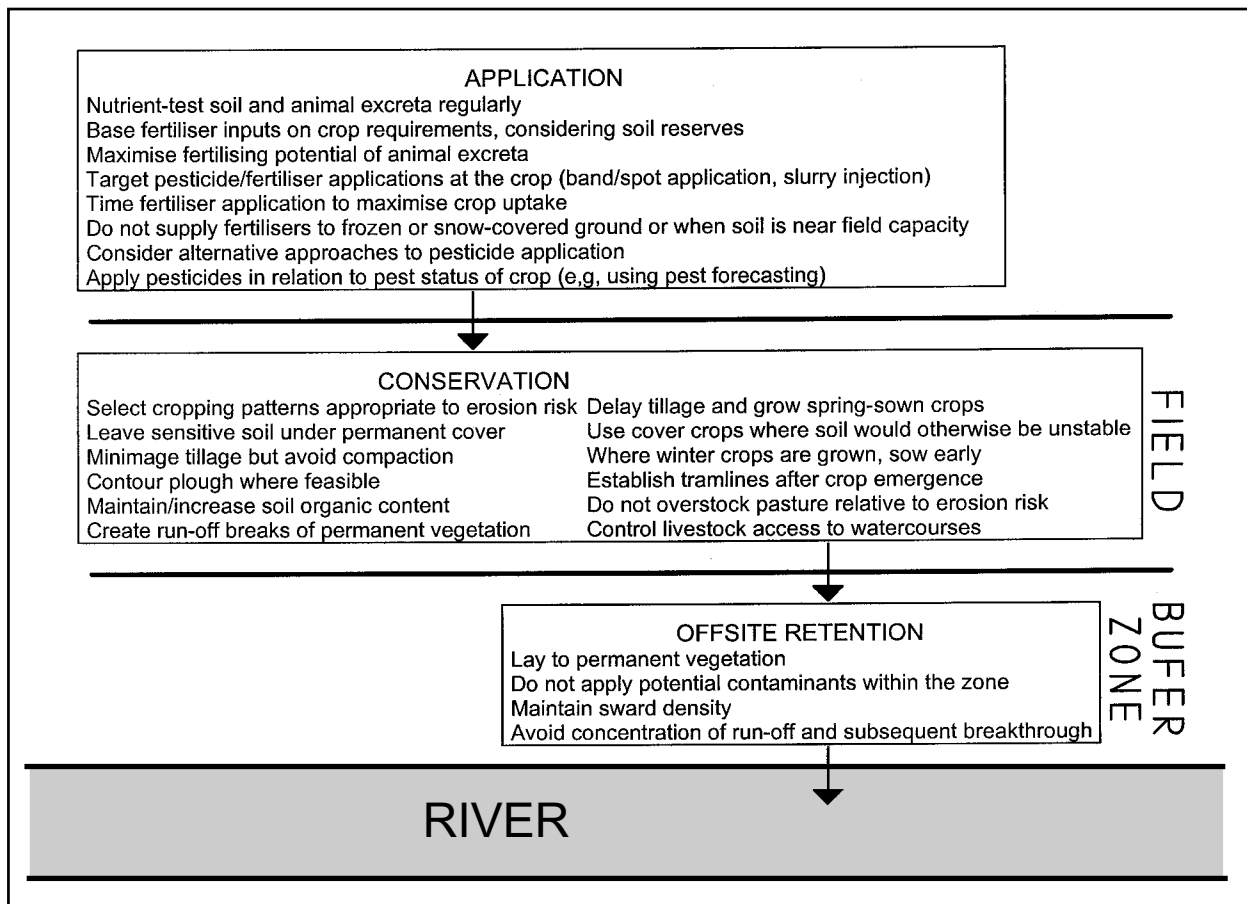 APPLICATION
Nutrient-test soil and animal excreta regularly
Base fertiliser inputs on crop requirements, considering soil reserves
Maximise fertilising potential of animal excreta
Target pesticide/fertiliser applications at the crop (band/spot application, slurry injection)
Time fertiliser application to maximise crop uptake
Do not supply fertilisers to frozen or snow-covered ground or when soil is near field capacity
Consider alternative approaches to pesticide application
Apply pesticides in relation to pest status of crop (e,g, using pest forecasting)
CONSERVATION
Select cropping patterns appropriate to erosion risk
Leave sensitive soil under permanent cover
Minimage tillage but avoid compaction
Contour plough where feasible
Maintain/increase soil organic content
Create run-off breaks of permanent vegetation
Delay tillage and grow spring-sown crops
Use cover crops where soil would otherwise be unstable
Where winter crops are grown, sow early
Establish tramlines after crop emergence
Do not overstock pasture relative to erosion risk
Control livestock access to watercourses
FIELD
OFFSITE RETENTION
Lay to permanent vegetation
Do not apply potential contaminants within the zone
Maintain sward density
Avoid concentration of run-off and subsequent breakthrough
BUFER
ZONE
RIVER